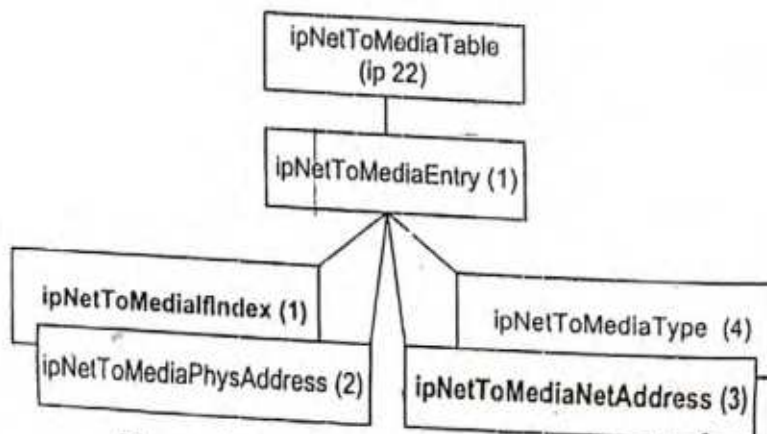 ipNetToMediaTable
(ip 22)
ipNetToMediaEntry (1)
ipNetToMediaIfIndex (1)
ipNetToMediaType (4)
ipNetToMediaPhysAddress (2)
ipNetToMediaNetAddress (3)